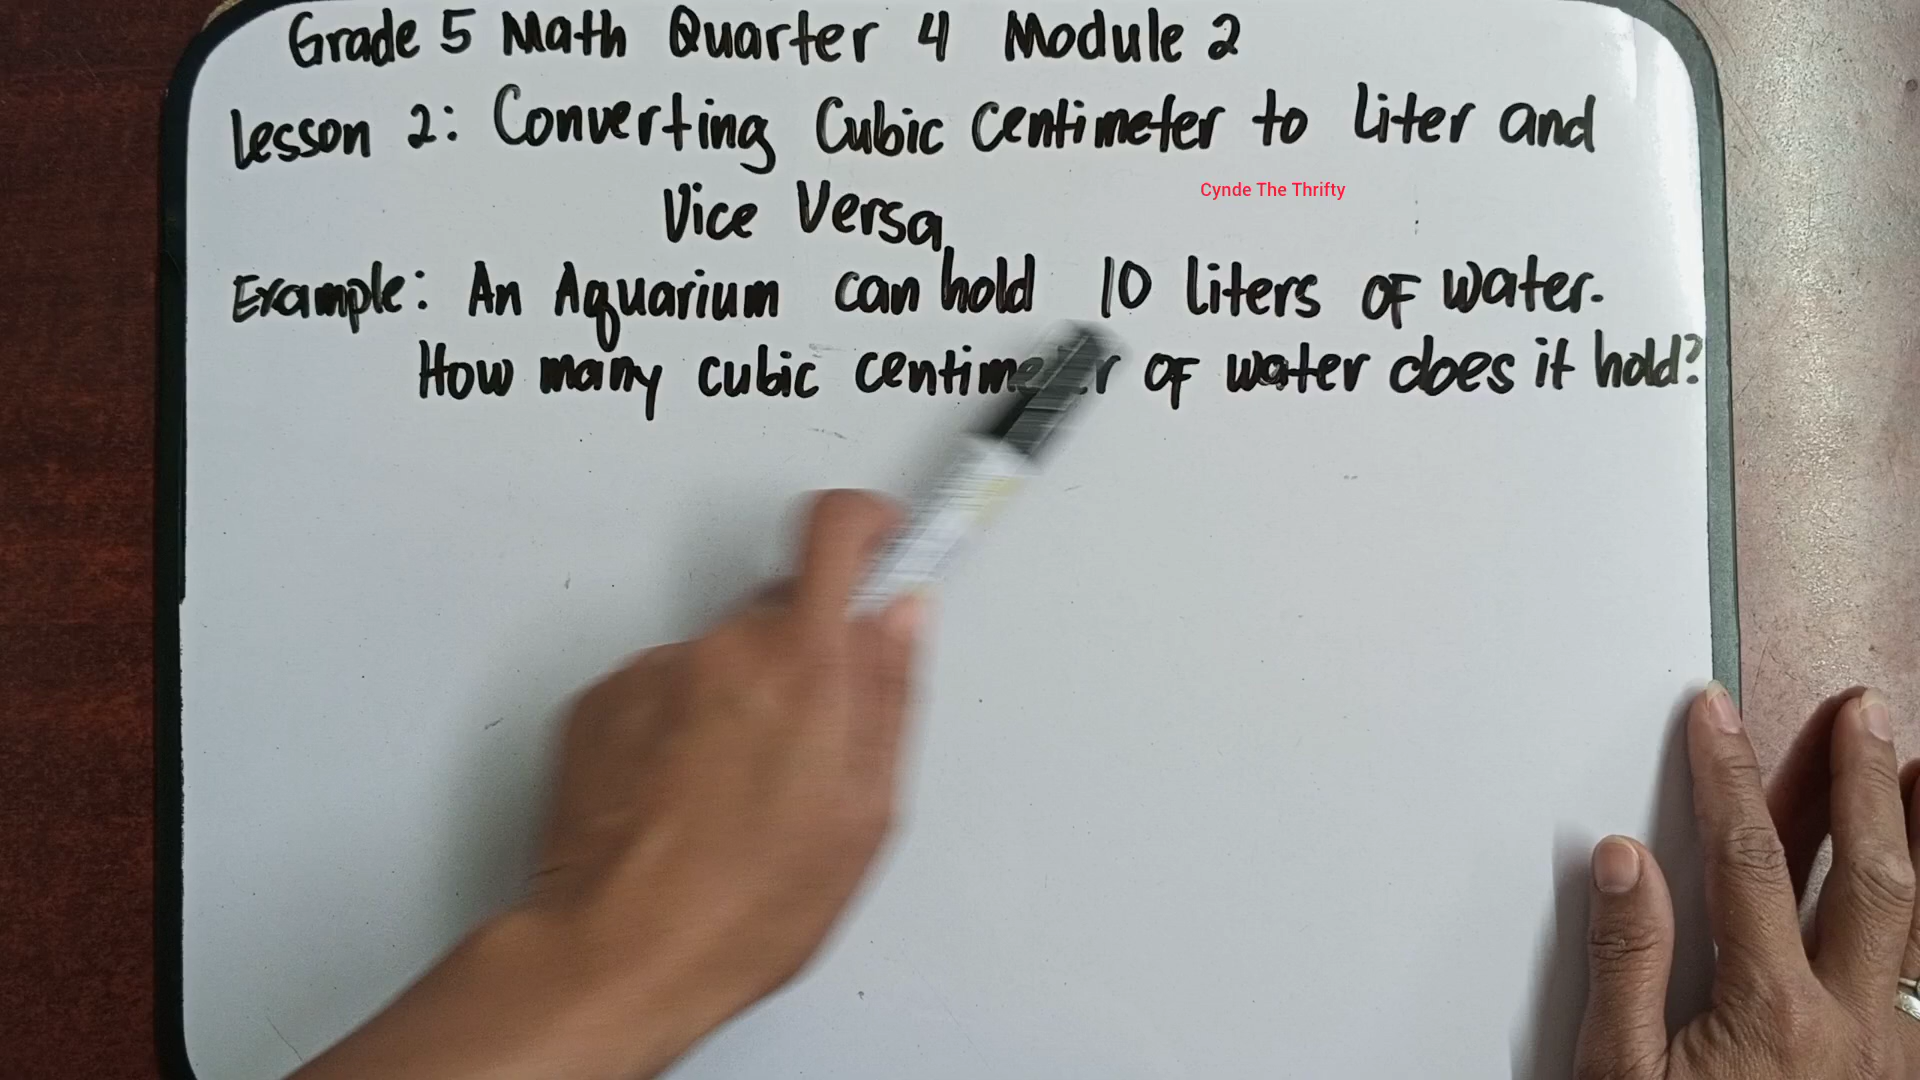 Grade 5 Math Quarter 4 Module 2
Lesson 2: Converting Cubic Centimeter to Liter and
Vice Versa
Cynde The Thrifty
Example: An Aquarium can hold 10 liters of water.
How many cubic centimeter of water does it hold?